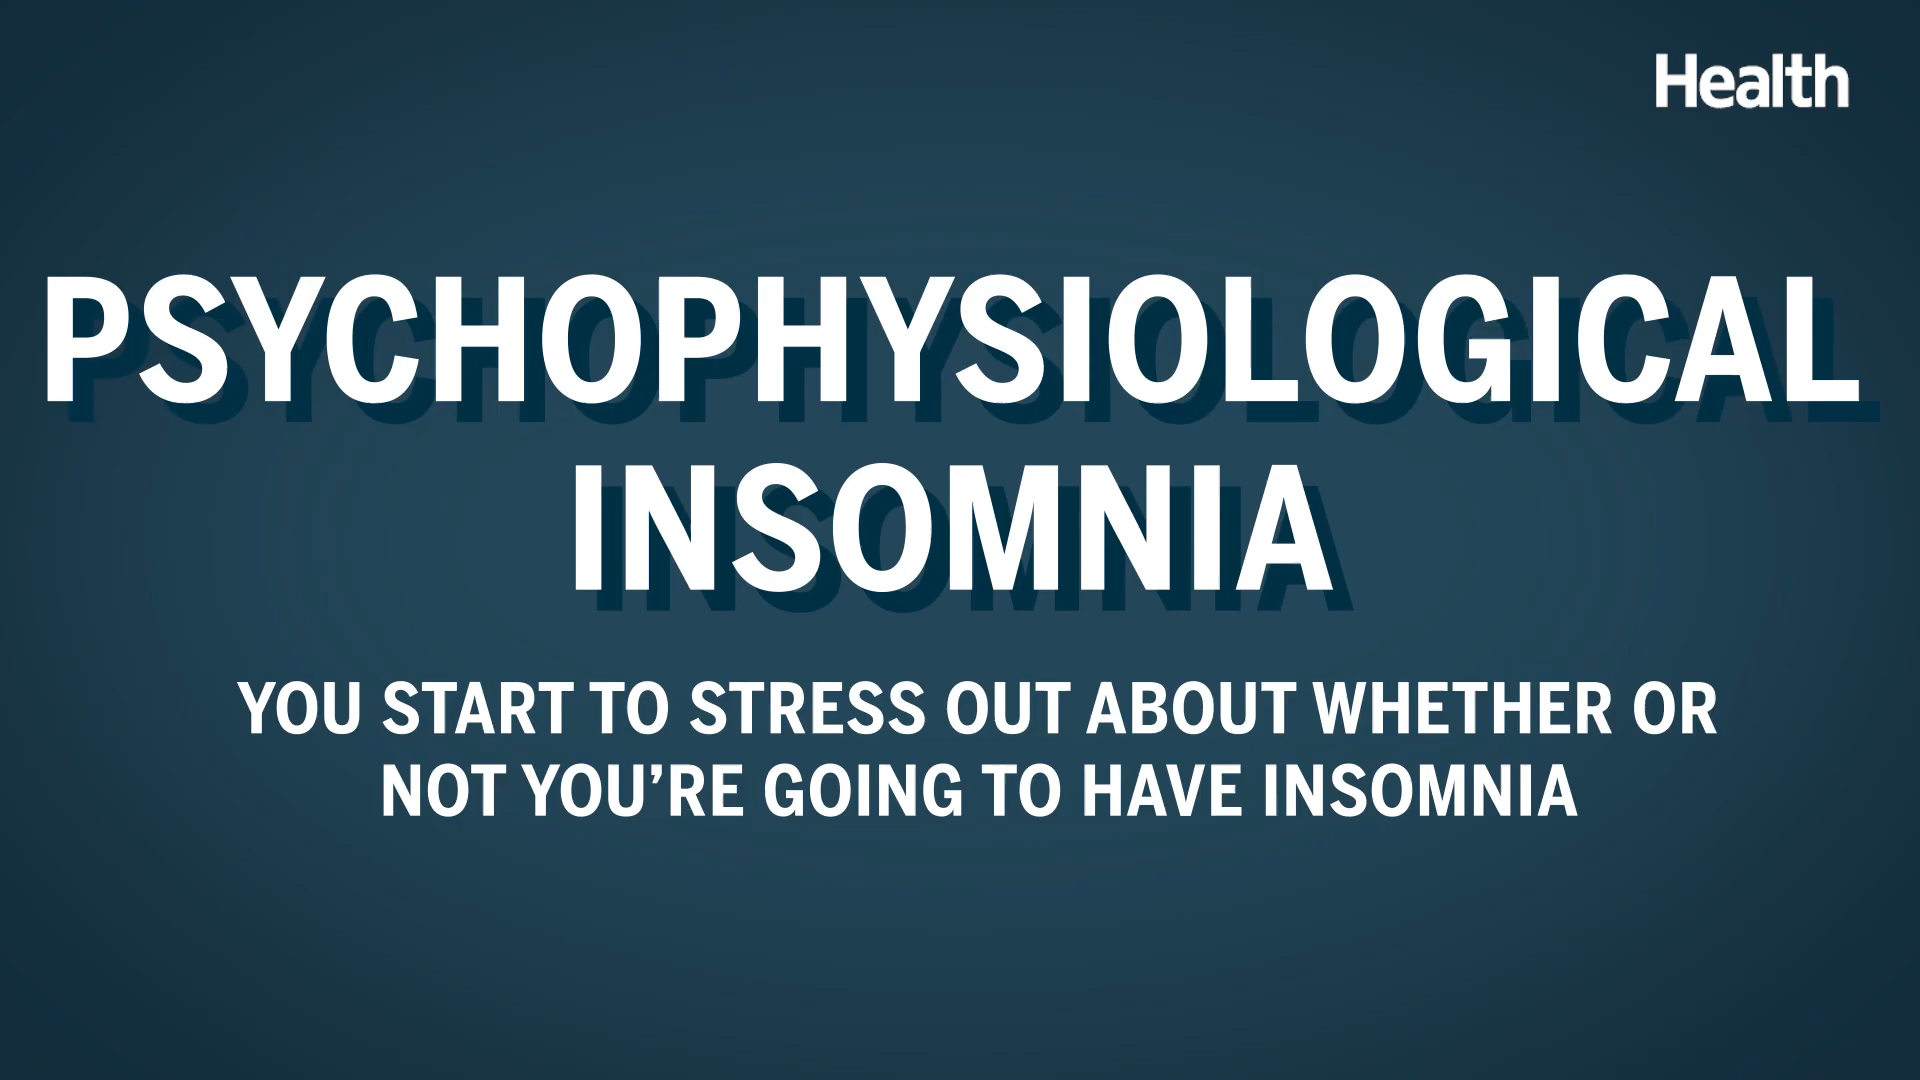 Health
PSYCHOPHYSIOLOGICAL
INSOMNIA
YOU START TO STRESS OUT ABOUT WHETHER OR
NOT YOU’RE GOING TO HAVE INSOMNIA